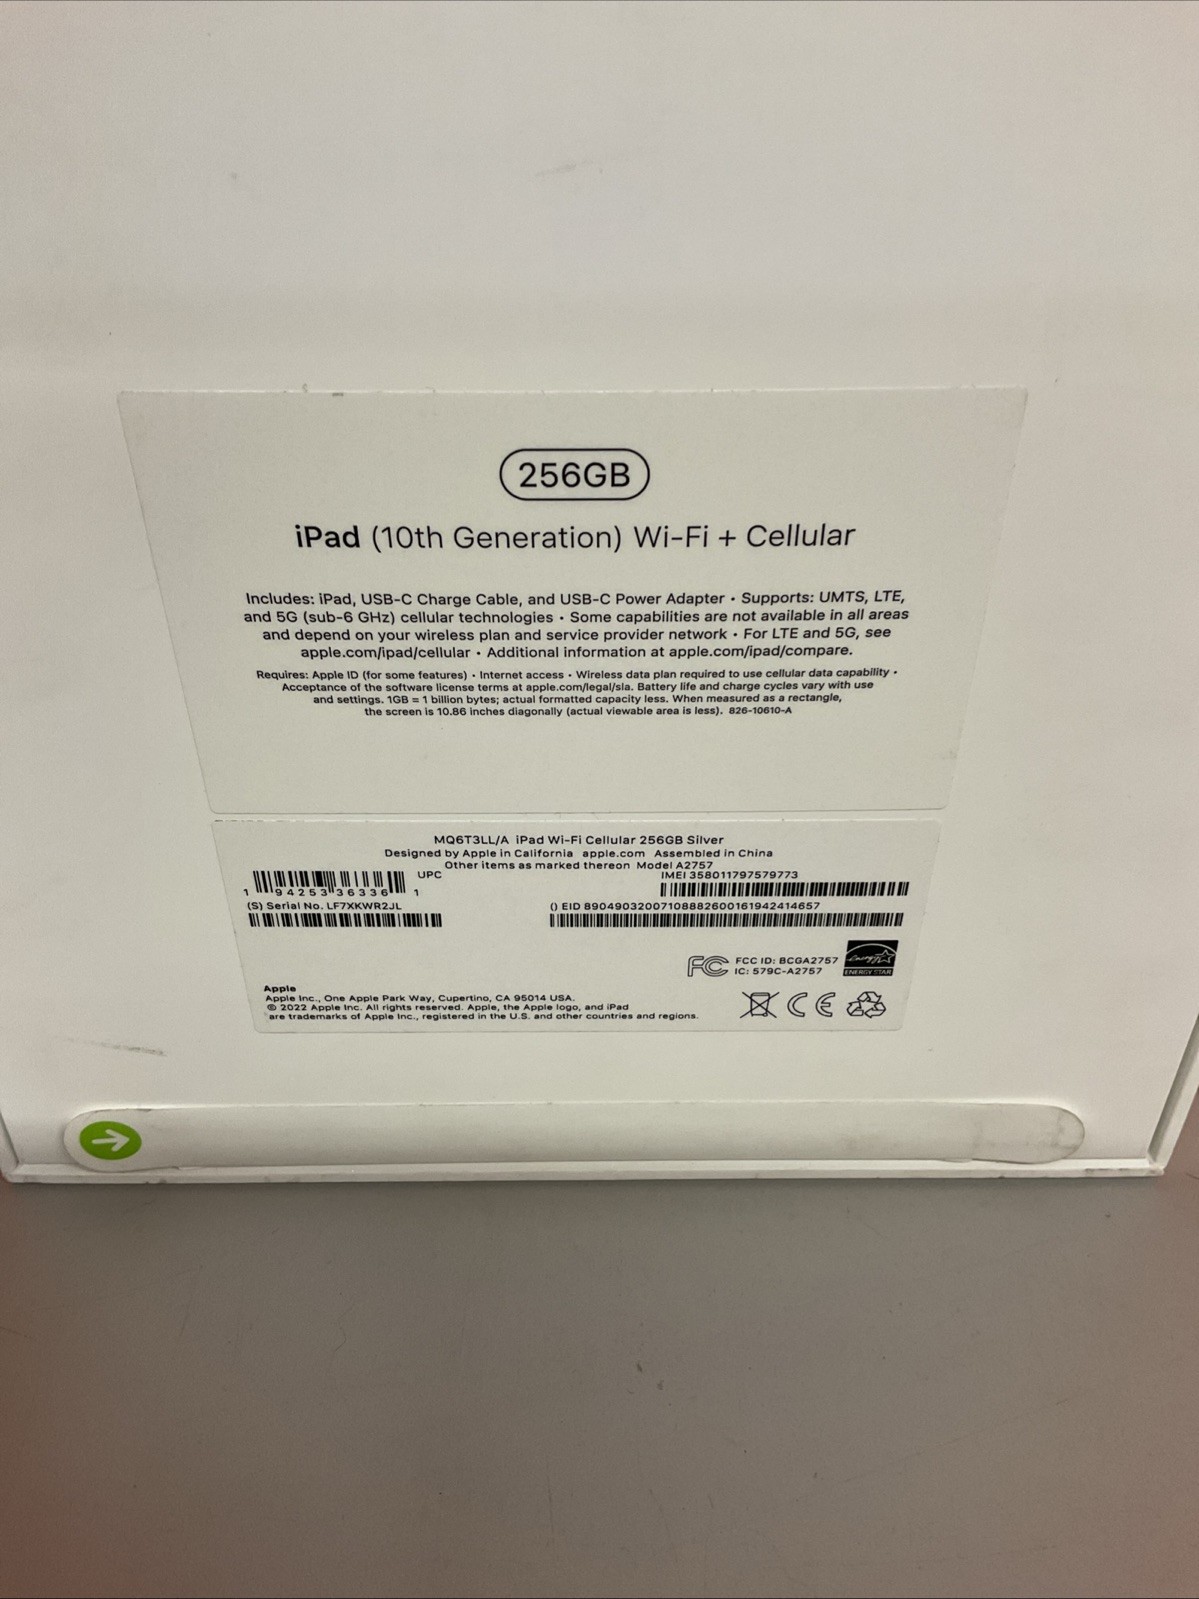 256GB
iPad (10th Generation) Wi-Fi + Cellular
Includes: iPad, USB-C Charge Cable, and USB-C Power Adapter • Supports: UMTS, LTE,
and 5G (sub-6 GHz) cellular technologies • Some capabilities are not available in all areas
and depend on your wireless plan and service provider network • For LTE and 5G, see
apple.com/ipad/cellular • Additional information at apple.com/ipad/compare.
Requires: Apple ID (for some features) • Internet access • Wireless data plan required to use cellular data capability •
Acceptance of the software license terms at apple.com/legal/sla. Battery life and charge cycles vary with use
and settings. 1GB = 1 billion bytes; actual formatted capacity less. When measured as a rectangle,
the screen is 10.86 inches diagonally (actual viewable area is less). 826-10610-A
MQ6T3LL/A iPad Wi-Fi Cellular 256GB Silver
Designed by Apple in California apple.com Assembled in China
Other items as marked thereon Model A2757
UPC
1 94253 36336 1
IMEI 358011797579773
(S) Serial No. LF7XKWR2JL
() EID 89049032007108882600161942414657
FC FCC ID: BCGA2757
IC: 579C-A2757
energy
ENERGY STAR
Apple
Apple Inc., One Apple Park Way, Cupertino, CA 95014 USA.
© 2022 Apple Inc. All rights reserved. Apple, the Apple logo, and iPad
are trademarks of Apple Inc., registered in the U.S. and other countries and regions.
CE